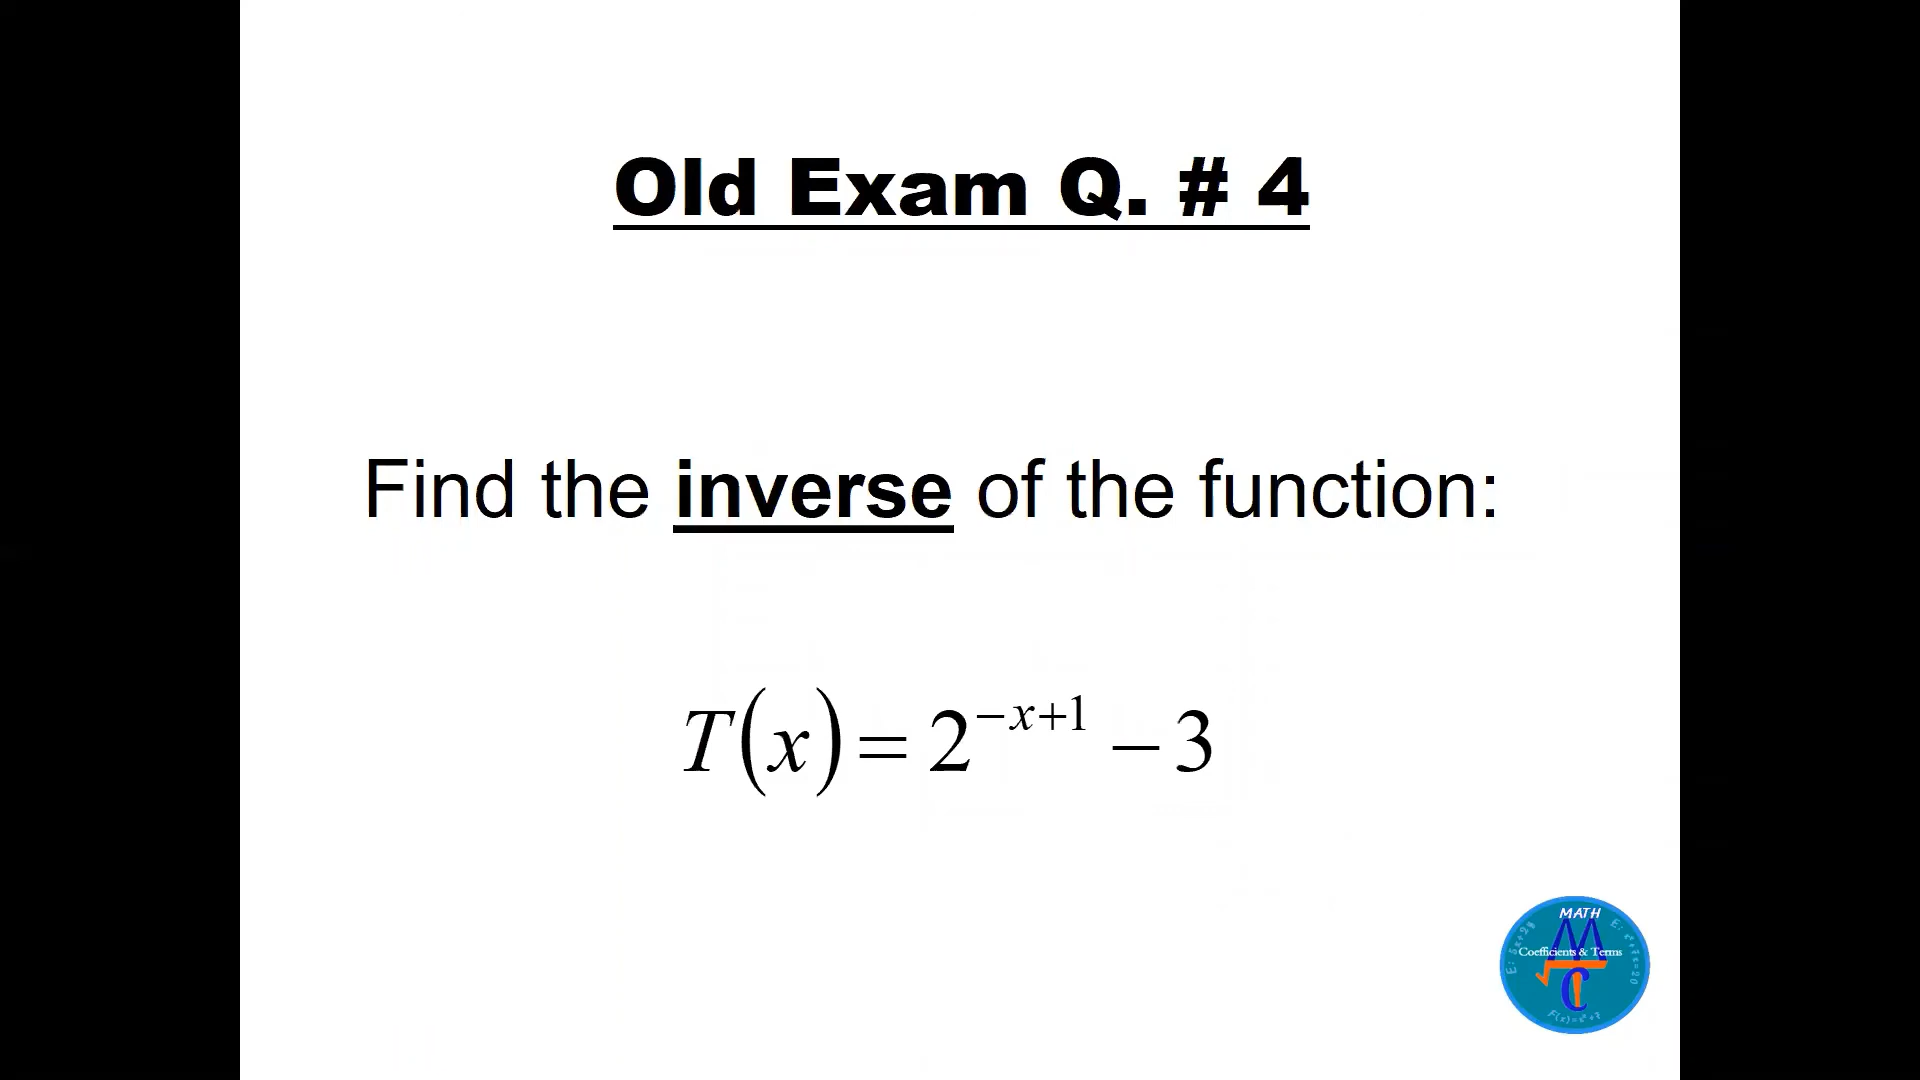 Old Exam Q. # 4
Find the inverse of the function:
T(x) = 2^{-x+1} - 3
MATH
Coefficients & Terms